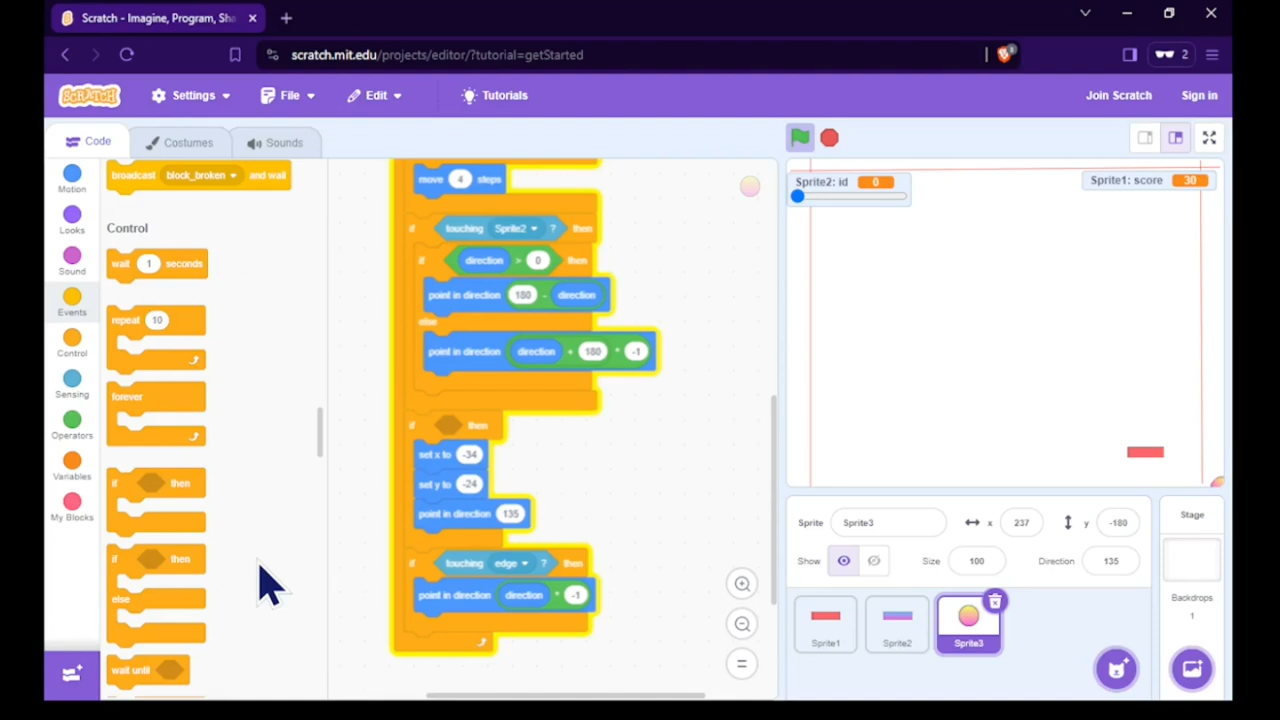 Scratch - Imagine, Program, Sha
scratch.mit.edu/projects/editor/?tutorial=getStarted
2
SCRATCH
Settings
File
Edit
Tutorials
Join Scratch
Sign in
Code
Costumes
Sounds
Motion
Looks
Sound
Events
Control
Sensing
Operators
Variables
My Blocks
broadcast block_broken and wait
Control
wait 1 seconds
repeat 10
forever
if then
if then
else
wait until
move 4 steps
if touching Sprite2 ? then
if direction > 0 then
point in direction 180 - direction
else
point in direction direction + 180 * -1
if then
set x to -34
set y to -24
point in direction 135
if touching edge ? then
point in direction direction * -1
Sprite2: id 0
Sprite1: score 30
Sprite Sprite3 x 237 y -180
Show Size 100 Direction 135
Sprite1
Sprite2
Sprite3
Stage
Backdrops
1